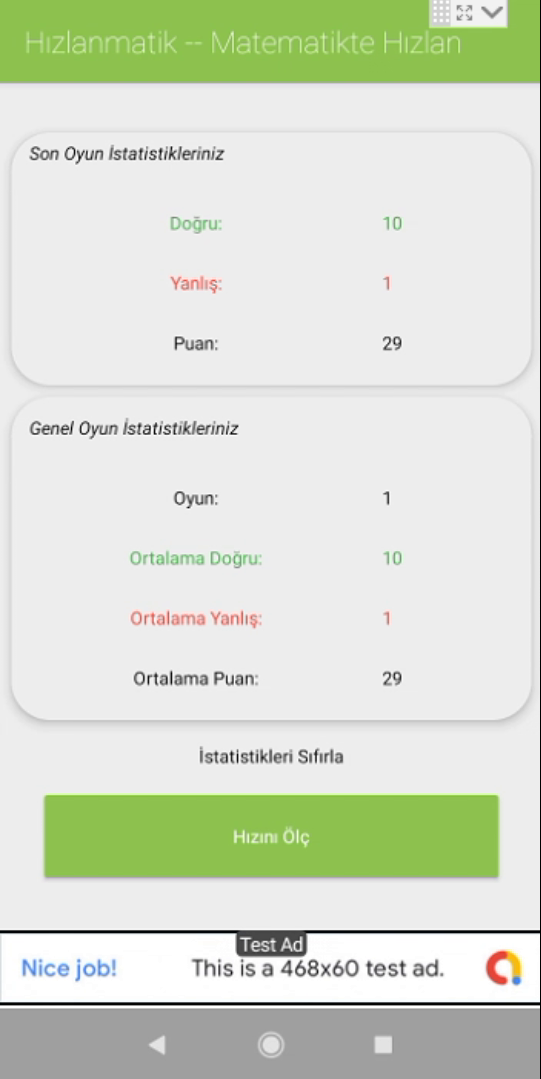 Hızlanmatik -- Matematikte Hızlan
Son Oyun İstatistikleriniz
Doğru: 10
Yanlış: 1
Puan: 29
Genel Oyun İstatistikleriniz
Oyun: 1
Ortalama Doğru: 10
Ortalama Yanlış: 1
Ortalama Puan: 29
İstatistikleri Sıfırla
Hızını Ölç
Test Ad
Nice job! This is a 468x60 test ad.